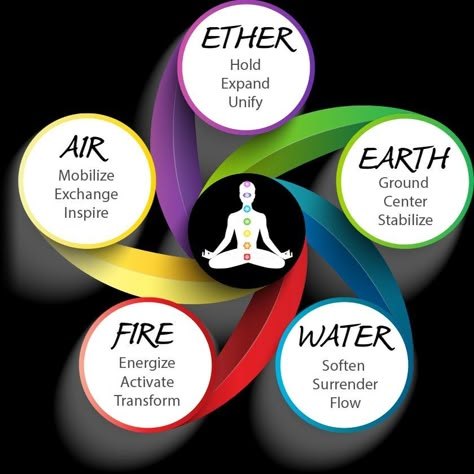 ETHER
Hold
Expand
Unify
AIR
Mobilize
Exchange
Inspire
EARTH
Ground
Center
Stabilize
FIRE
Energize
Activate
Transform
WATER
Soften
Surrender
Flow